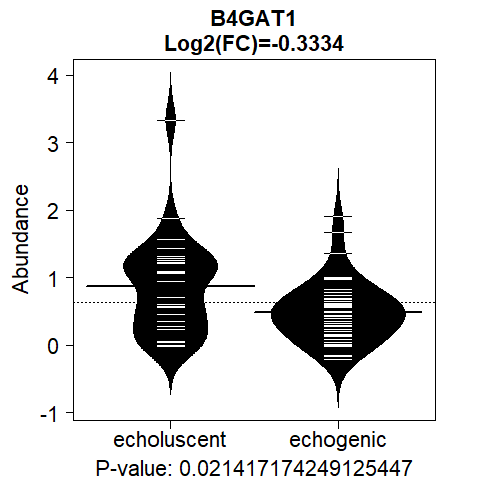 B4GAT1
Log2(FC)=-0.3334
Abundance
4
3
2
1
0
-1
echoluscent echogenic
P-value: 0.021417174249125447